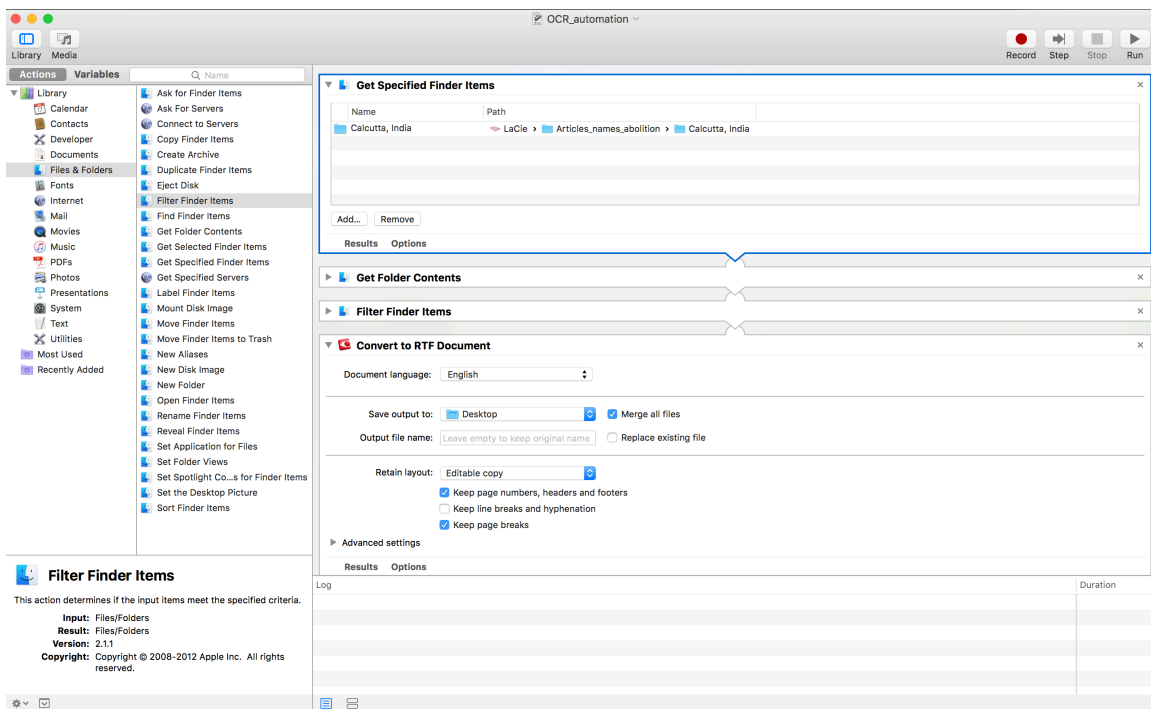 OCR_automation
Library Media
Record Step Stop Run
Actions Variables
Name
Library
Calendar
Contacts
Developer
Documents
Files & Folders
Fonts
Internet
Mail
Movies
Music
PDFs
Photos
Presentations
System
Text
Utilities
Most Used
Recently Added
Ask for Finder Items
Ask For Servers
Connect to Servers
Copy Finder Items
Create Archive
Duplicate Finder Items
Eject Disk
Filter Finder Items
Find Finder Items
Get Folder Contents
Get Selected Finder Items
Get Specified Finder Items
Get Specified Servers
Label Finder Items
Mount Disk Image
Move Finder Items
Move Finder Items to Trash
New Aliases
New Disk Image
New Folder
Open Finder Items
Rename Finder Items
Reveal Finder Items
Set Application for Files
Set Folder Views
Set Spotlight Co...s for Finder Items
Set the Desktop Picture
Sort Finder Items
Filter Finder Items
This action determines if the input items meet the specified criteria.
Input: Files/Folders
Result: Files/Folders
Version: 2.1.1
Copyright: Copyright © 2008-2012 Apple Inc. All rights
reserved.
Get Specified Finder Items
Name Path
Calcutta, India LaCie › Articles_names_abolition › Calcutta, India
Add... Remove
Results Options
Get Folder Contents
Filter Finder Items
Convert to RTF Document
Document language: English
Save output to: Desktop Merge all files
Output file name: Leave empty to keep original name Replace existing file
Retain layout: Editable copy
Keep page numbers, headers and footers
Keep line breaks and hyphenation
Keep page breaks
Advanced settings
Results Options
Log Duration